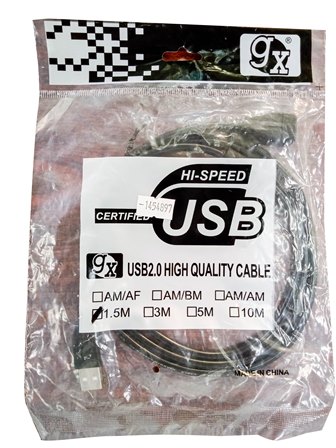 gx®
HI-SPEED
-1454897
CERTIFIED
USB
gx USB2.0 HIGH QUALITY CABLE
AM/AF AM/BM AM/AM
1.5M 3M 5M 10M
MADE IN CHINA